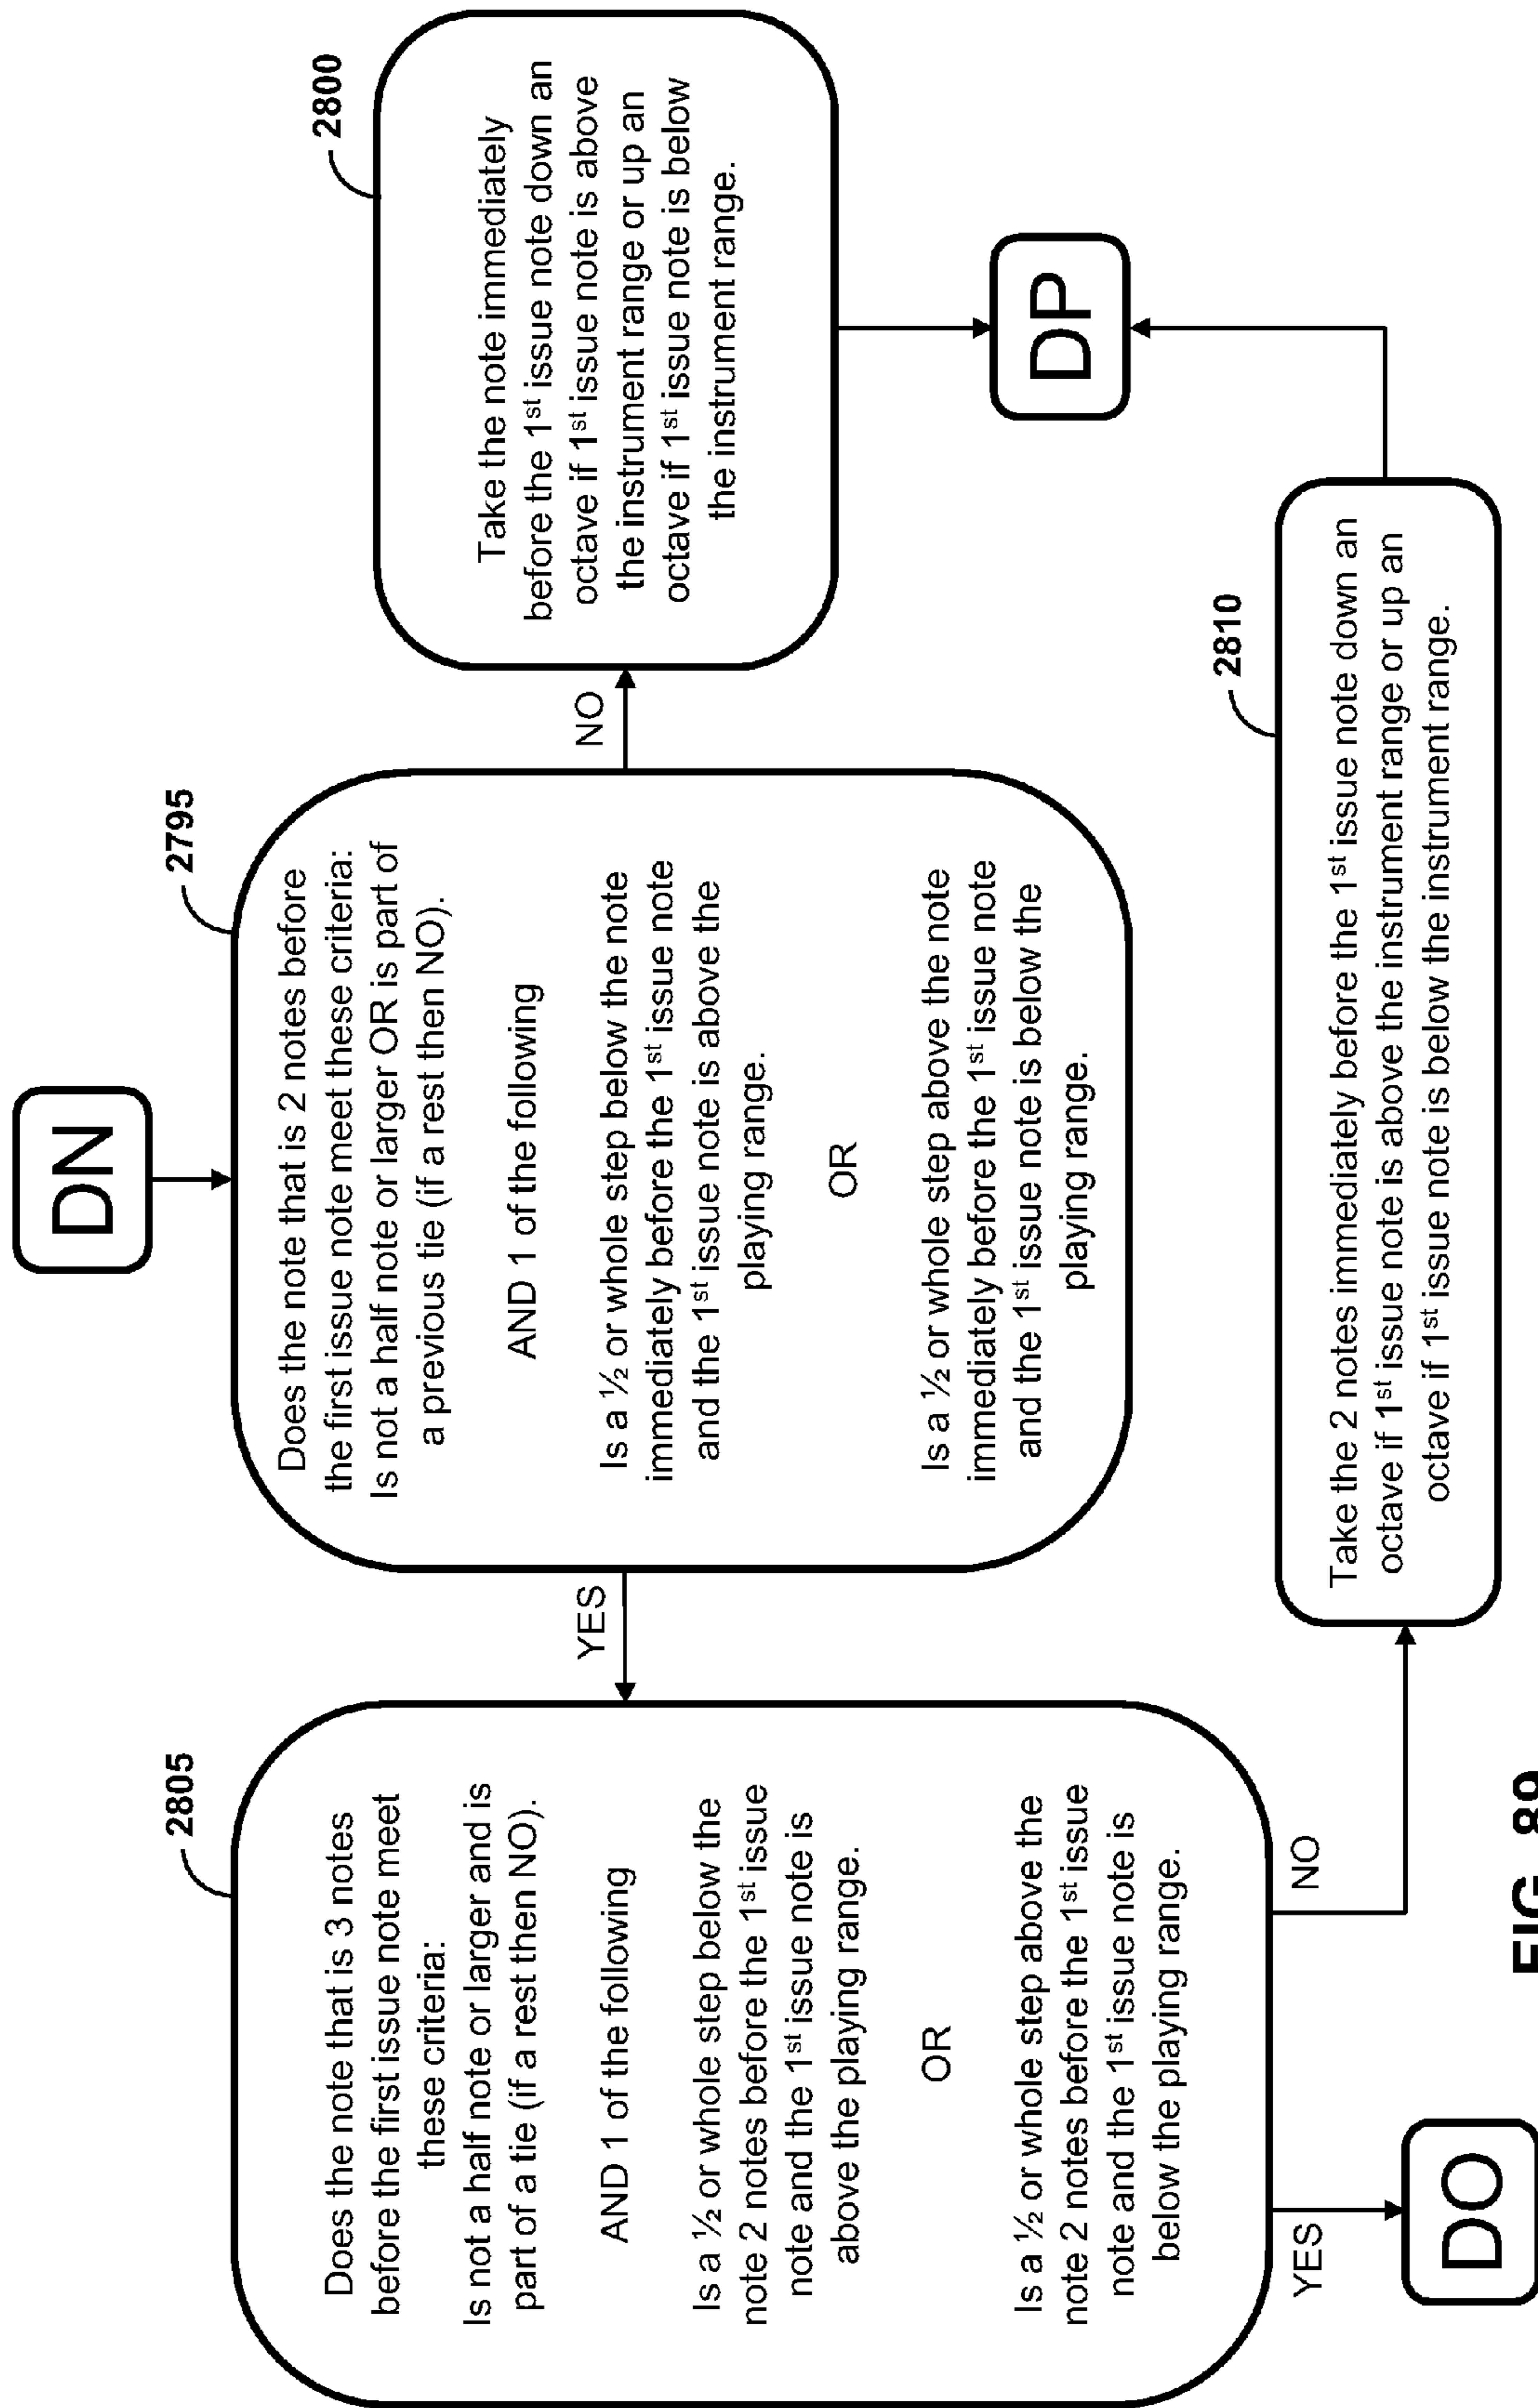 DN
2795
Does the note that is 2 notes before
the first issue note meet these criteria:
Is not a half note or larger OR is part of
a previous tie (if a rest then NO).
AND 1 of the following
Is a ½ or whole step below the note
immediately before the 1st issue note
and the 1st issue note is above the
playing range.
OR
Is a ½ or whole step above the note
immediately before the 1st issue note
and the 1st issue note is below the
playing range.
NO
2800
Take the note immediately
before the 1st issue note down an
octave if 1st issue note is above
the instrument range or up an
octave if 1st issue note is below
the instrument range.
YES
2805
Does the note that is 3 notes
before the first issue note meet
these criteria:
Is not a half note or larger and is
part of a tie (if a rest then NO).
AND 1 of the following
Is a ½ or whole step below the
note 2 notes before the 1st issue
note and the 1st issue note is
above the playing range.
OR
Is a ½ or whole step above the
note 2 notes before the 1st issue
note and the 1st issue note is
below the playing range.
YES
DO
NO
2810
Take the 2 notes immediately before the 1st issue note down an
octave if 1st issue note is above the instrument range or up an
octave if 1st issue note is below the instrument range.
DP
FIG. 89